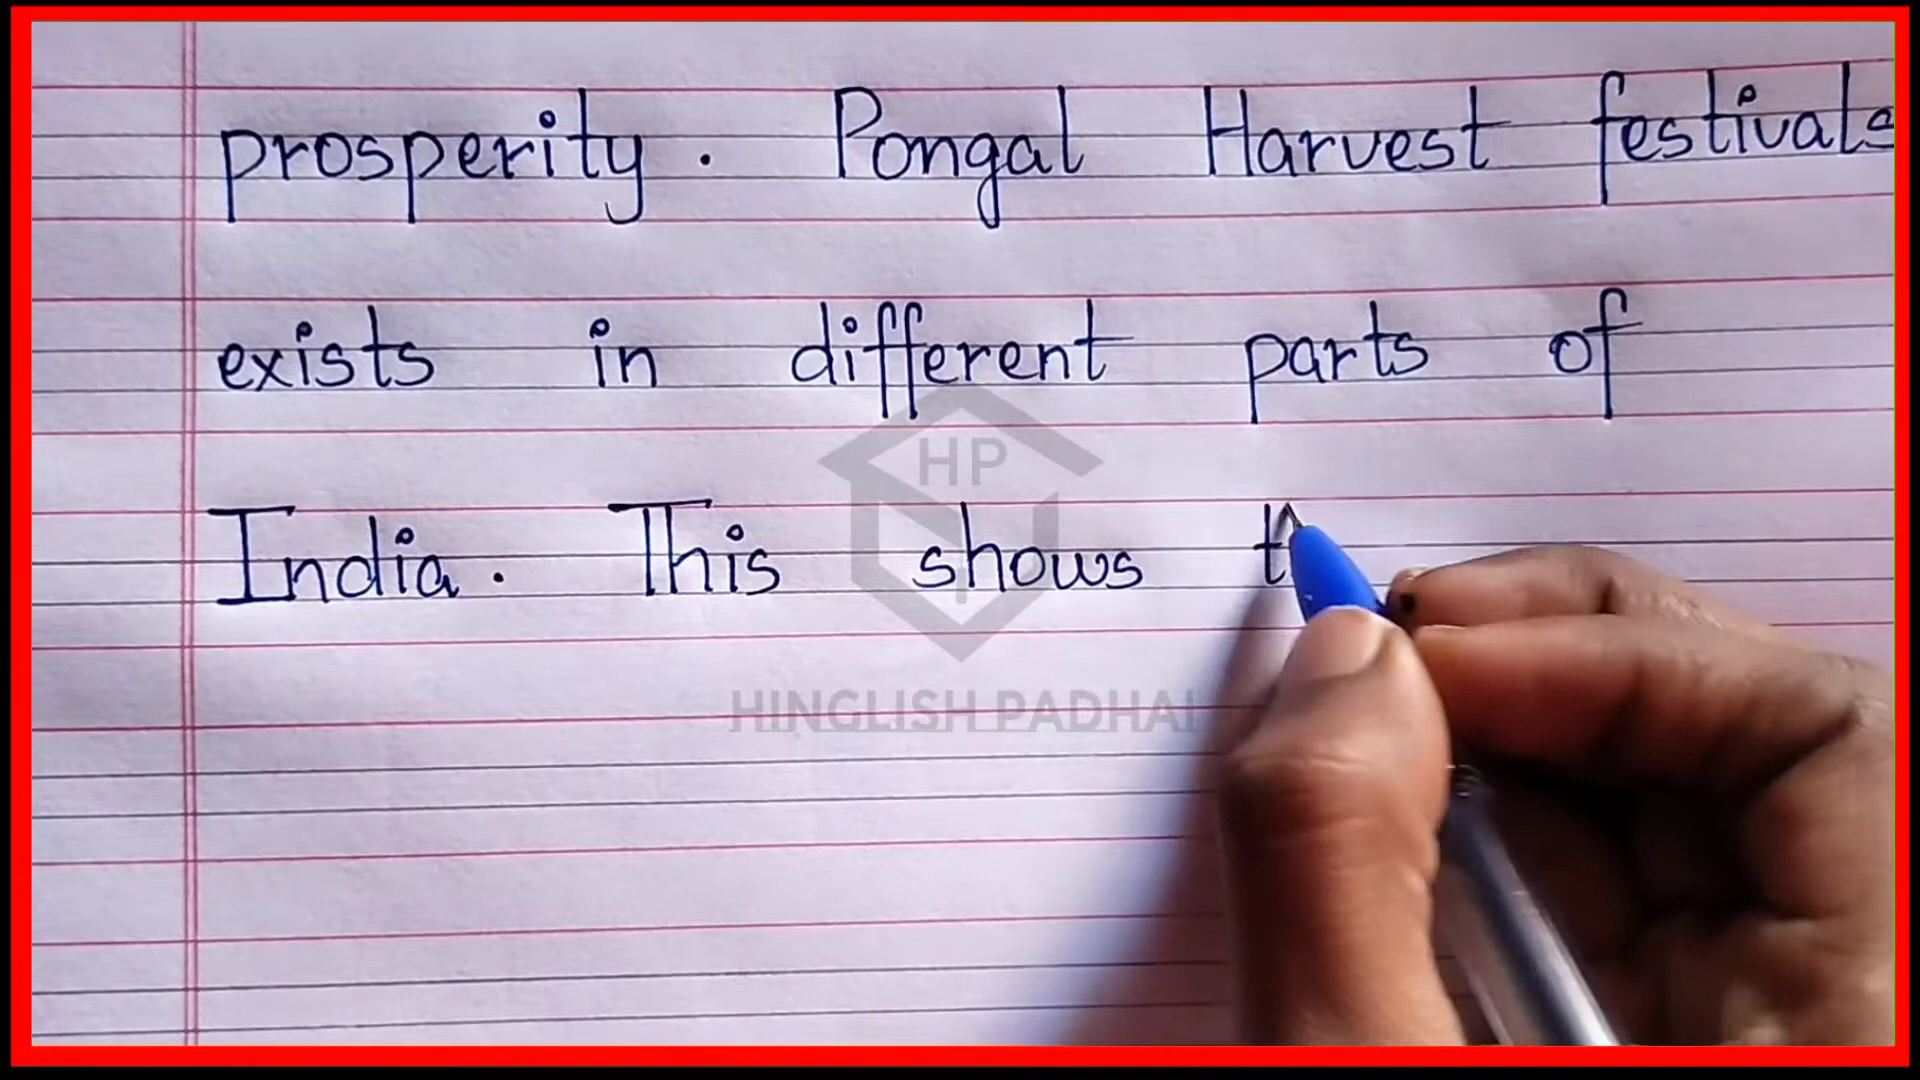 prosperity. Pongal Harvest festivals
exists in different parts of
India. This shows t
HP
HINGLISH PADHAI